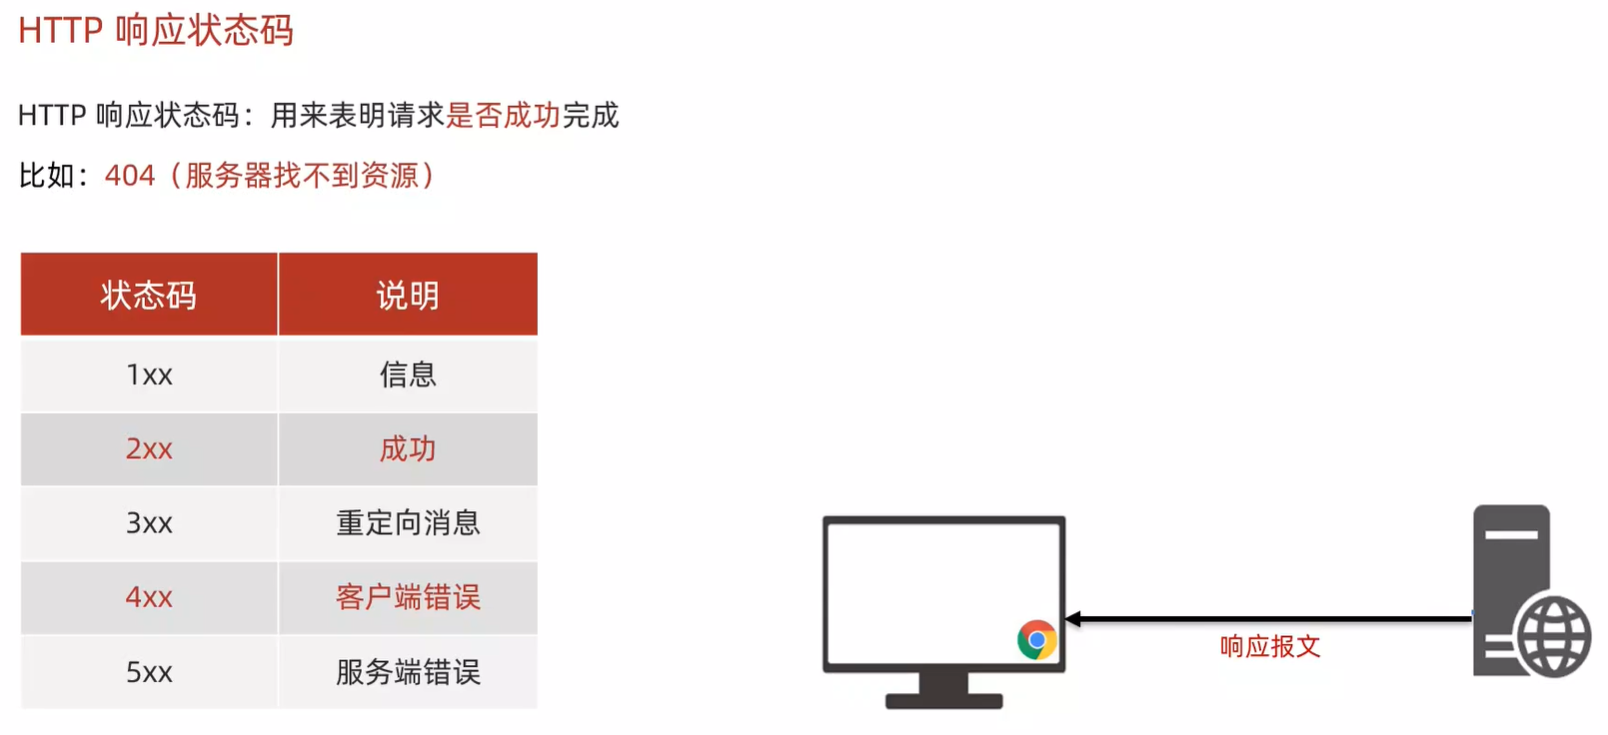 HTTP 响应状态码
HTTP 响应状态码：用来表明请求是否成功完成
比如：404（服务器找不到资源）
状态码 说明
1xx 信息
2xx 成功
3xx 重定向消息
4xx 客户端错误
5xx 服务端错误
响应报文